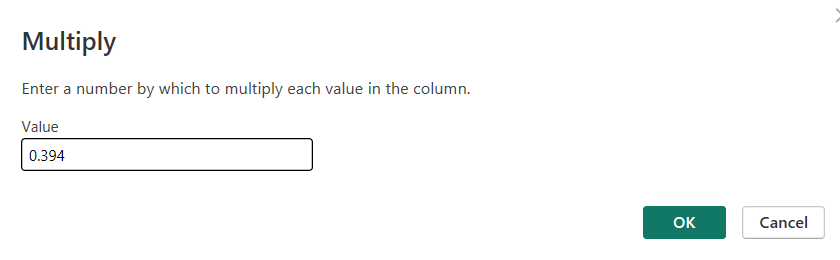 Multiply
Enter a number by which to multiply each value in the column.
Value
0.394
OK Cancel